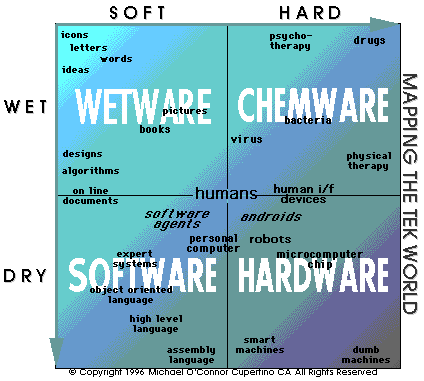 SOFT HARD
icons
letters
words
ideas
psycho-
therapy
drugs
WET
WETWARE
pictures
books
CHEMWARE
bacteria
virus
designs
algorithms
on line
documents
physical
therapy
MAPPING THE TEK WORLD
humans
human i/f
devices
software
agents
androids
personal
computer
robots
DRY
expert
systems
SOFTWARE
object oriented
language
high level
language
assembly
language
microcomputer
chip
HARDWARE
smart
machines
dumb
machines
© Copyright 1996 Michael O'Connor Cupertino CA All Rights Reserved